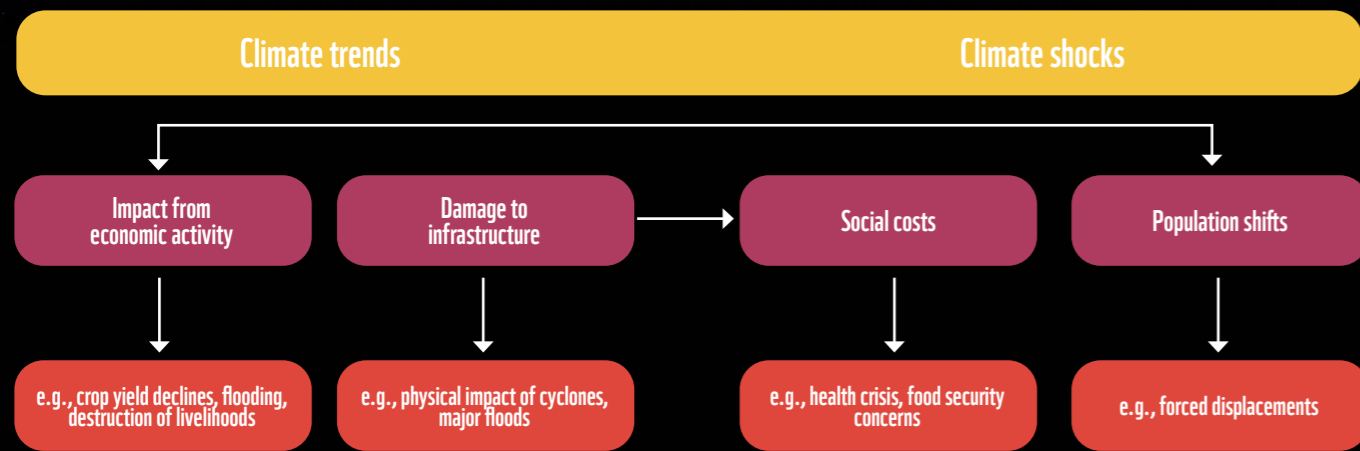 Climate trends
Climate shocks
Impact from
economic activity
Damage to
infrastructure
Social costs
Population shifts
e.g., crop yield declines, flooding,
destruction of livelihoods
e.g., physical impact of cyclones,
major floods
e.g., health crisis, food security
concerns
e.g., forced displacements